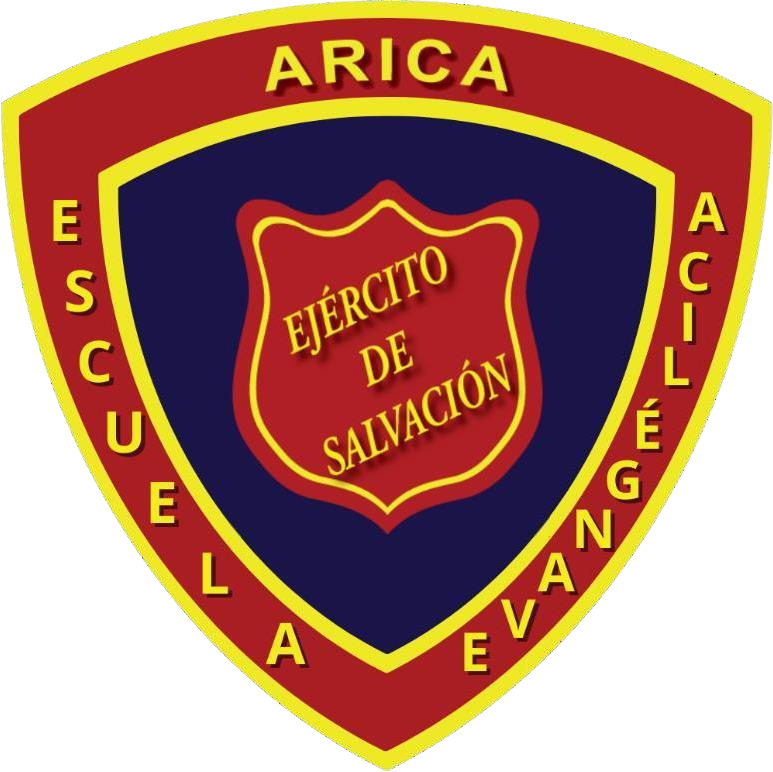 ARICA
ESCUELA
EVANGÉLICA
EJÉRCITO
DE
SALVACIÓN